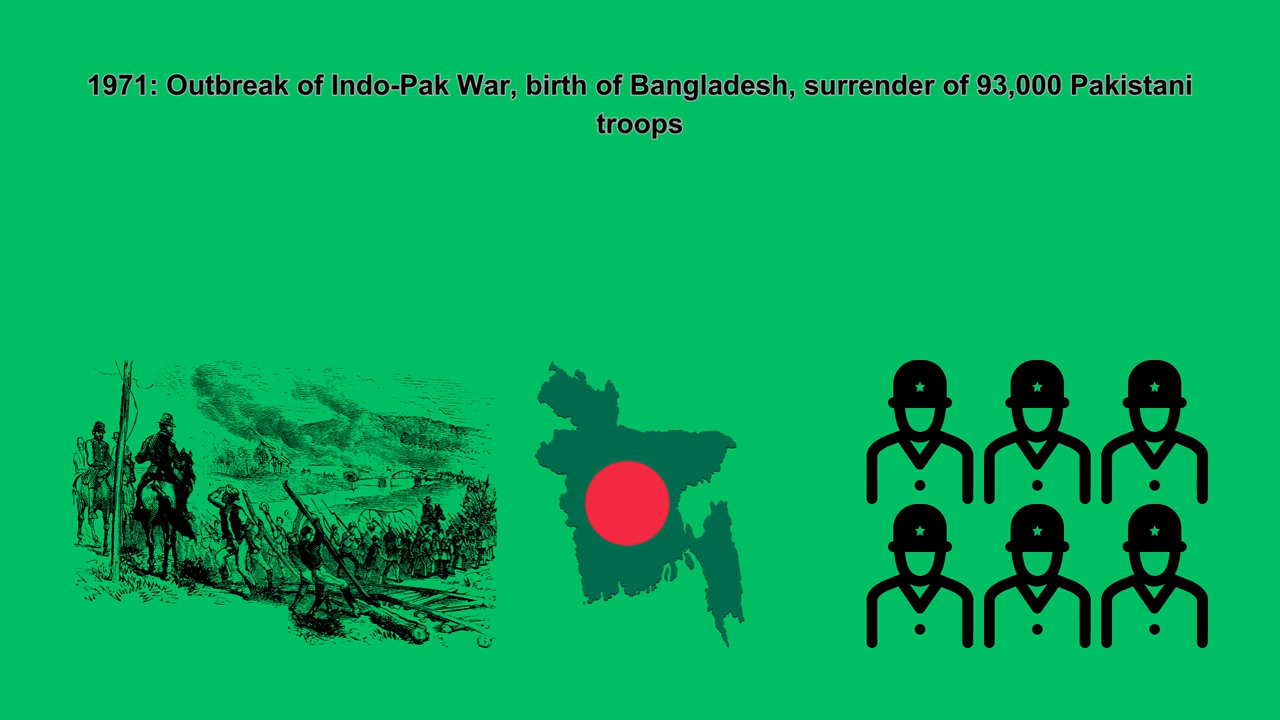 1971: Outbreak of Indo-Pak War, birth of Bangladesh, surrender of 93,000 Pakistani
troops